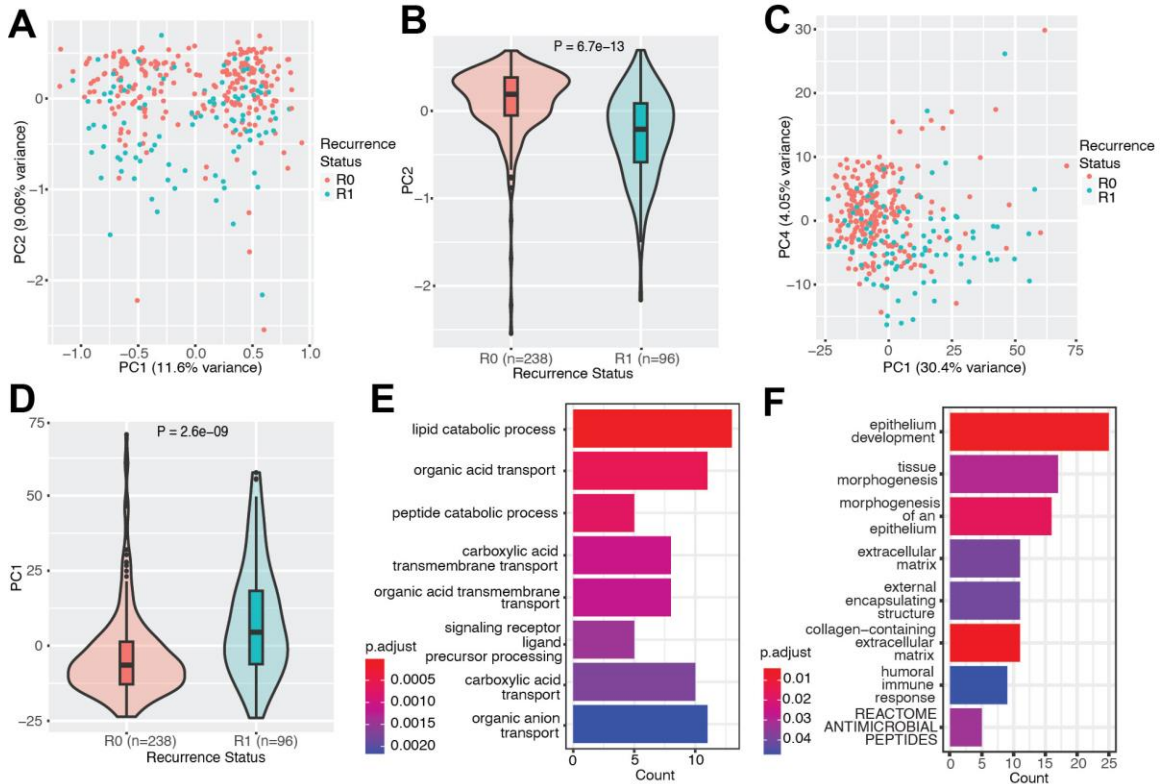 A
0
−1
−2
PC2 (9.06% variance)
−1.0
−0.5
0.0
0.5
1.0
PC1 (11.6% variance)
Recurrence
Status
R0
R1
B
P = 6.7e−13
0
−1
−2
PC2
R0 (n=238)
R1 (n=96)
Recurrence Status
C
30
20
10
0
−10
PC4 (4.05% variance)
−25
0
25
50
75
PC1 (30.4% variance)
Recurrence
Status
R0
R1
D
P = 2.6e−09
75
50
25
0
−25
PC1
R0 (n=238)
R1 (n=96)
Recurrence Status
E
lipid catabolic process
organic acid transport
peptide catabolic process
carboxylic acid
transmembrane transport
organic acid transmembrane
transport
signaling receptor
ligand
precursor processing
carboxylic acid
transport
organic anion
transport
p.adjust
0.0005
0.0010
0.0015
0.0020
0
5
10
Count
F
epithelium
development
tissue
morphogenesis
morphogenesis
of an
epithelium
extracellular
matrix
external
encapsulating
structure
collagen−containing
extracellular
matrix
humoral
immune
response
REACTOME
ANTIMICROBIAL
PEPTIDES
p.adjust
0.01
0.02
0.03
0.04
0
5
10
15
20
25
Count